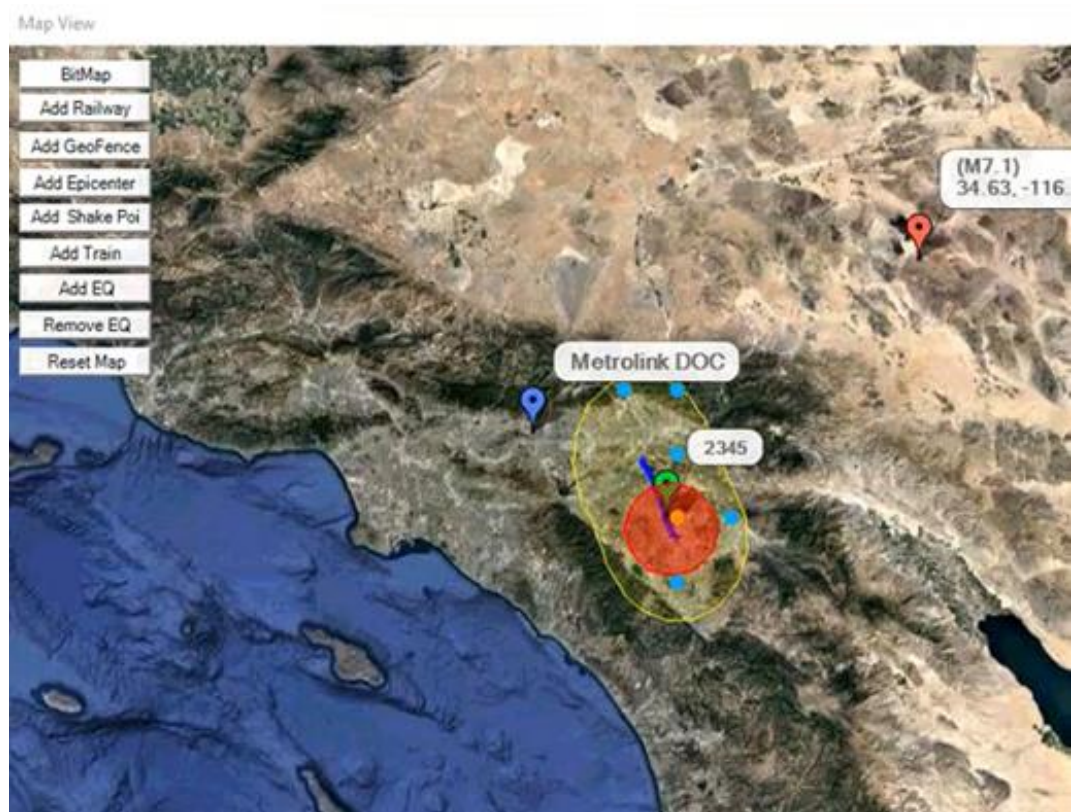 Map View
BitMap
Add Railway
Add GeoFence
Add Epicenter
Add Shake Poi
Add Train
Add EQ
Remove EQ
Reset Map
(M7.1)
34.63, -116.
Metrolink DOC
2345